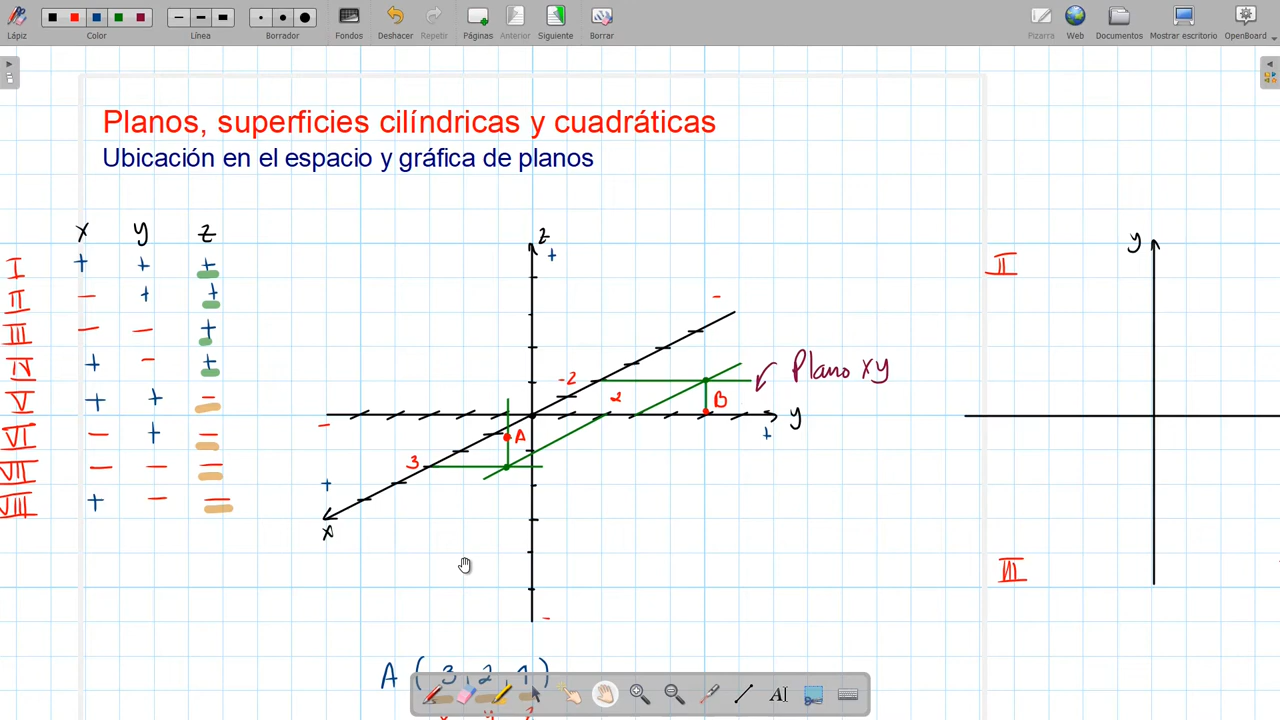 Lápiz Color Línea Borrador Fondos Deshacer Repetir Páginas Anterior Siguiente Borrar Pizarra Web Documentos Mostrar escritorio OpenBoard
Planos, superficies cilíndricas y cuadráticas
Ubicación en el espacio y gráfica de planos
x y z
I + + +
II - + +
III - - +
IV + - +
V + + -
VI - + -
VII - - -
VIII + - -
z
+
-
-2
2
Plano xy
B
y
+
-
A
3
+
x
-
y
II
III
A (3, 2, 1)
AI